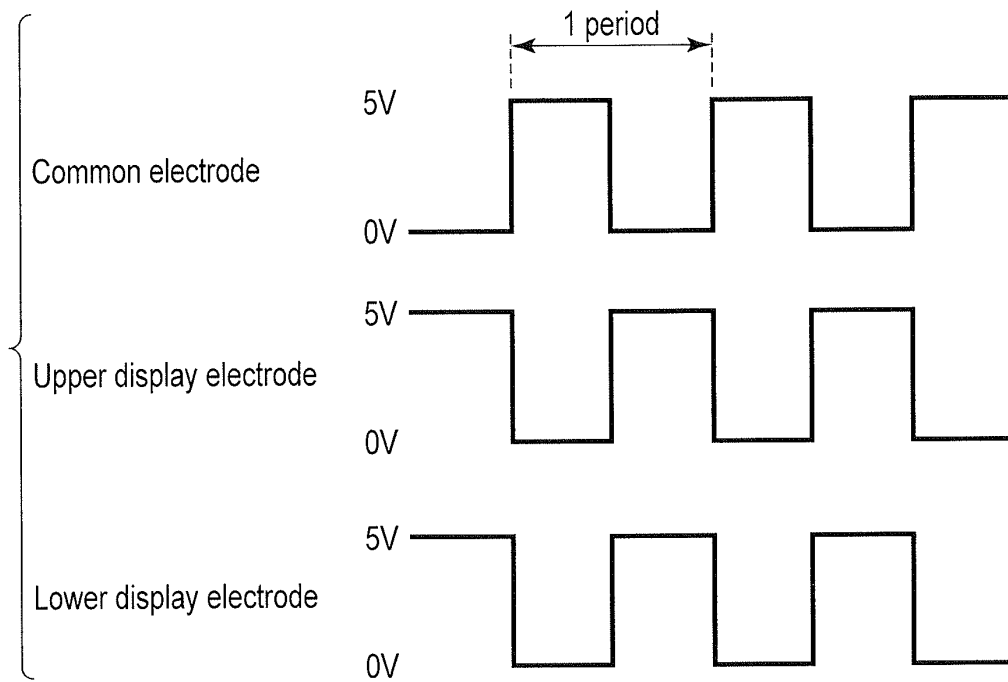 1 period
5V
Common electrode
0V
5V
Upper display electrode
0V
5V
Lower display electrode
0V